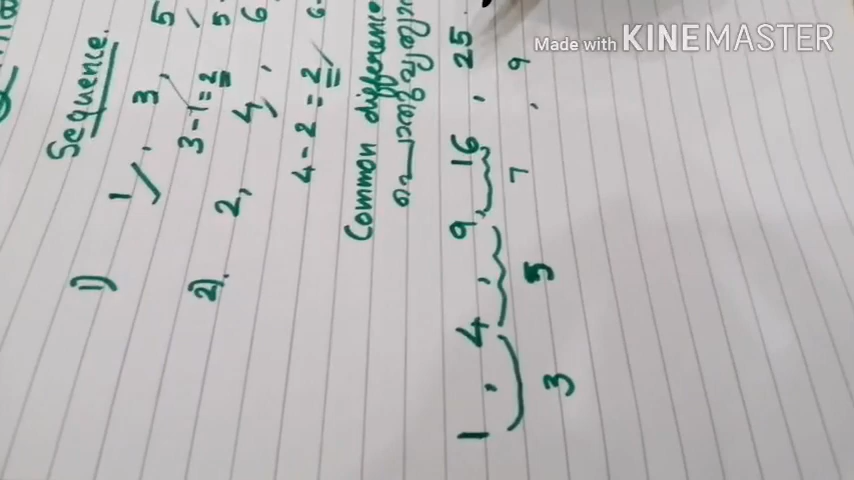 Made with KINEMASTER
Sequence.
1) 1, 3, 5
3-1=2 5-
2). 2, 4, 6
4-2=2 6-
Common difference
പൊതുവ്യത്യാസ
1, 4, 9, 16, 25
3 5 7, 9